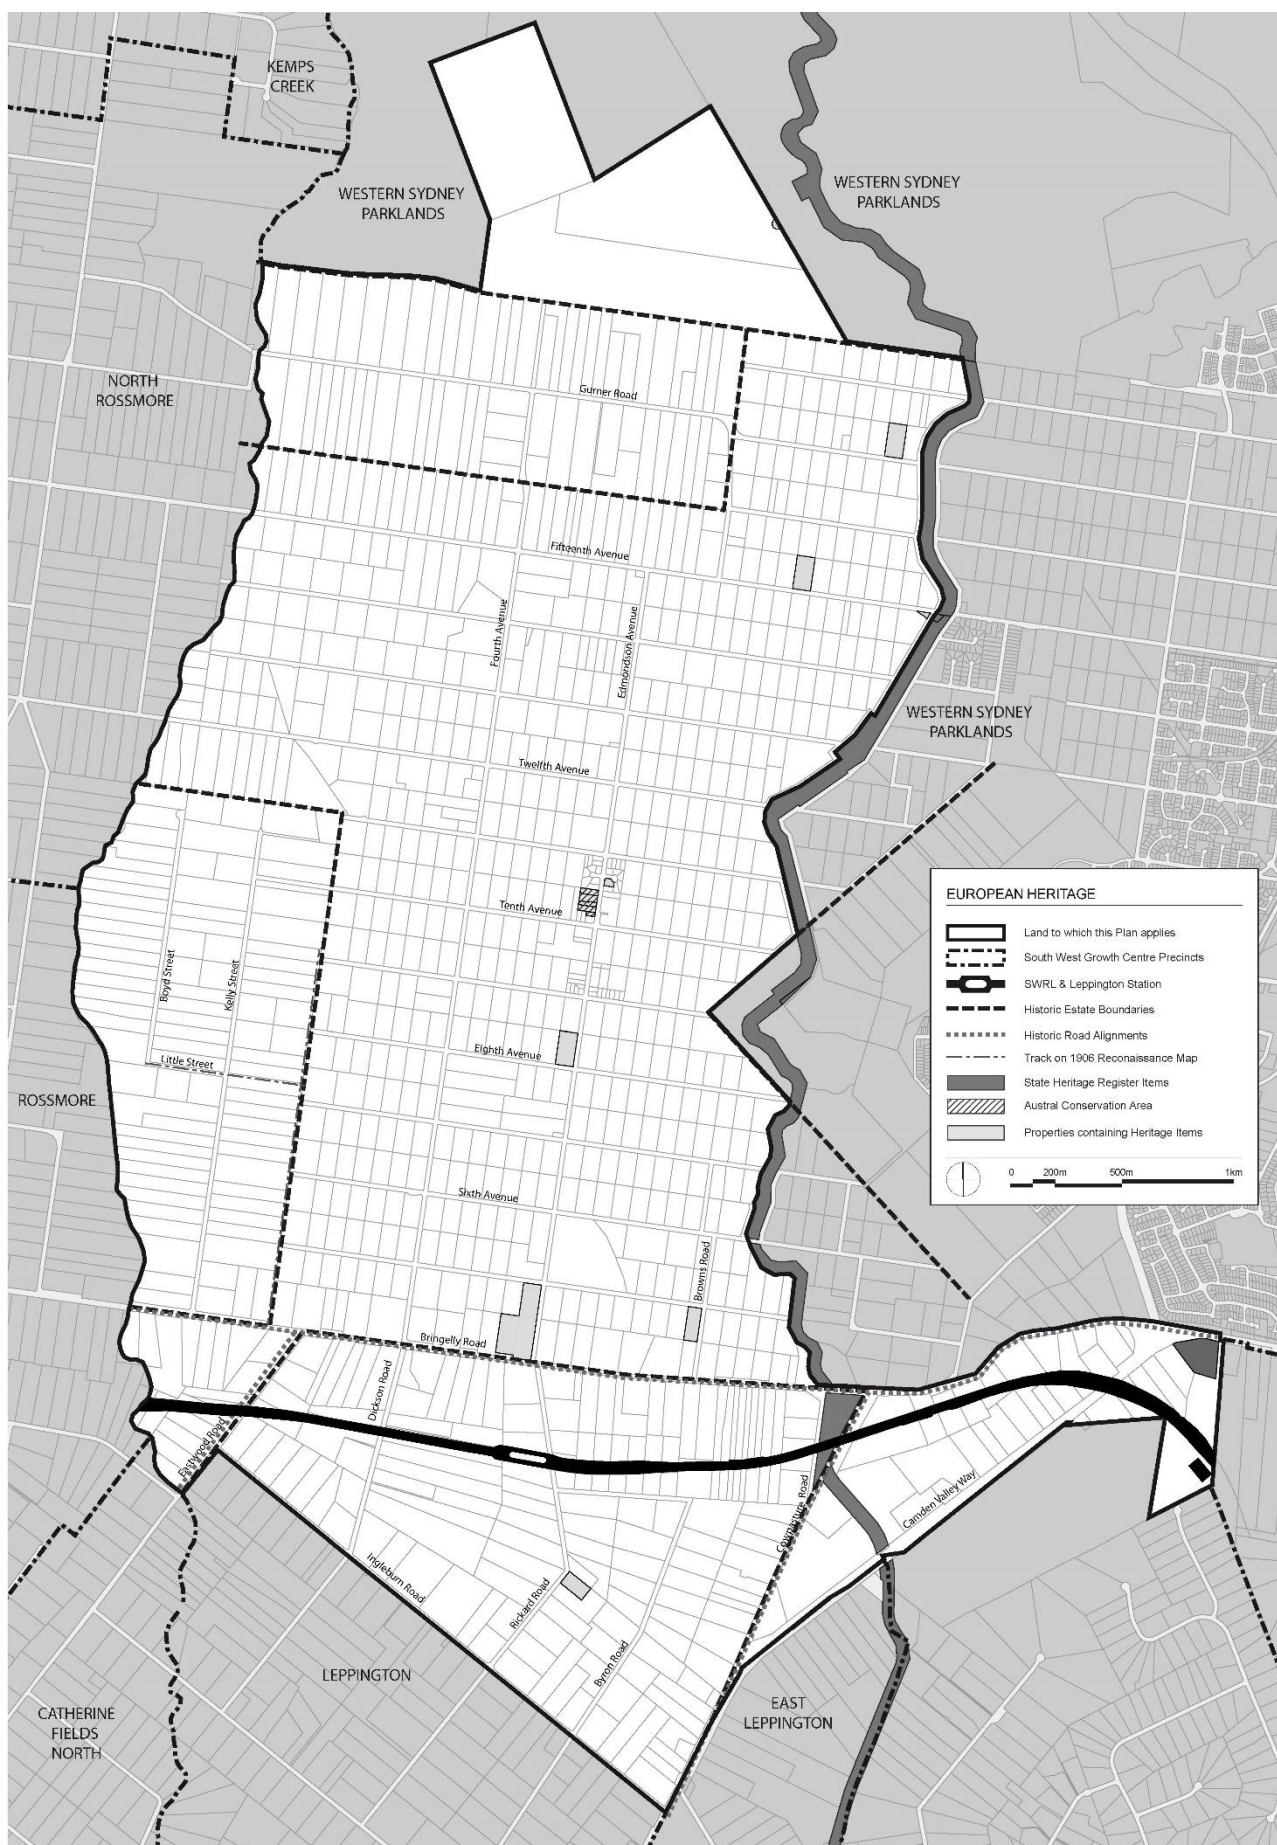 KEMPS
CREEK
WESTERN SYDNEY
PARKLANDS
WESTERN SYDNEY
PARKLANDS
NORTH
ROSSMORE
Gurner Road
Fifteenth Avenue
Fourth Avenue
Edmondson Avenue
WESTERN SYDNEY
PARKLANDS
Twelfth Avenue
EUROPEAN HERITAGE
Land to which this Plan applies
South West Growth Centre Precincts
SWRL & Leppington Station
Historic Estate Boundaries
Historic Road Alignments
Track on 1906 Reconaissance Map
State Heritage Register Items
Austral Conservation Area
Properties containing Heritage Items
0 200m 500m 1km
Tenth Avenue
Boyd Street
Kelly Street
Eighth Avenue
Little Street
ROSSMORE
Sixth Avenue
Browns Road
Bringelly Road
Dickson Road
Eastwood Road
Cowpasture Road
Camden Valley Way
Ingleburn Road
Rickard Road
Byron Road
LEPPINGTON
EAST
LEPPINGTON
CATHERINE
FIELDS
NORTH